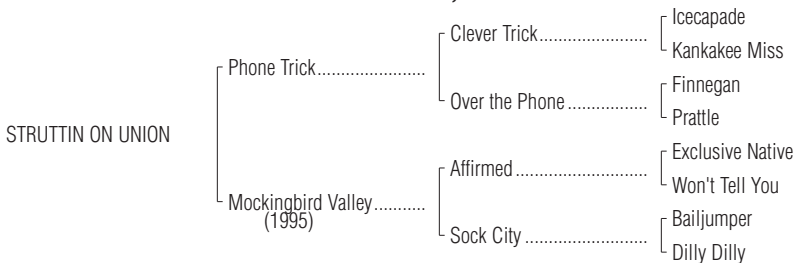 Icecapade
Clever Trick......................
Kankakee Miss
Phone Trick......................
Finnegan
Over the Phone .................
Prattle
STRUTTIN ON UNION
Exclusive Native
Affirmed ...........................
Won't Tell You
Mockingbird Valley...........
(1995)
Bailjumper
Sock City .........................
Dilly Dilly